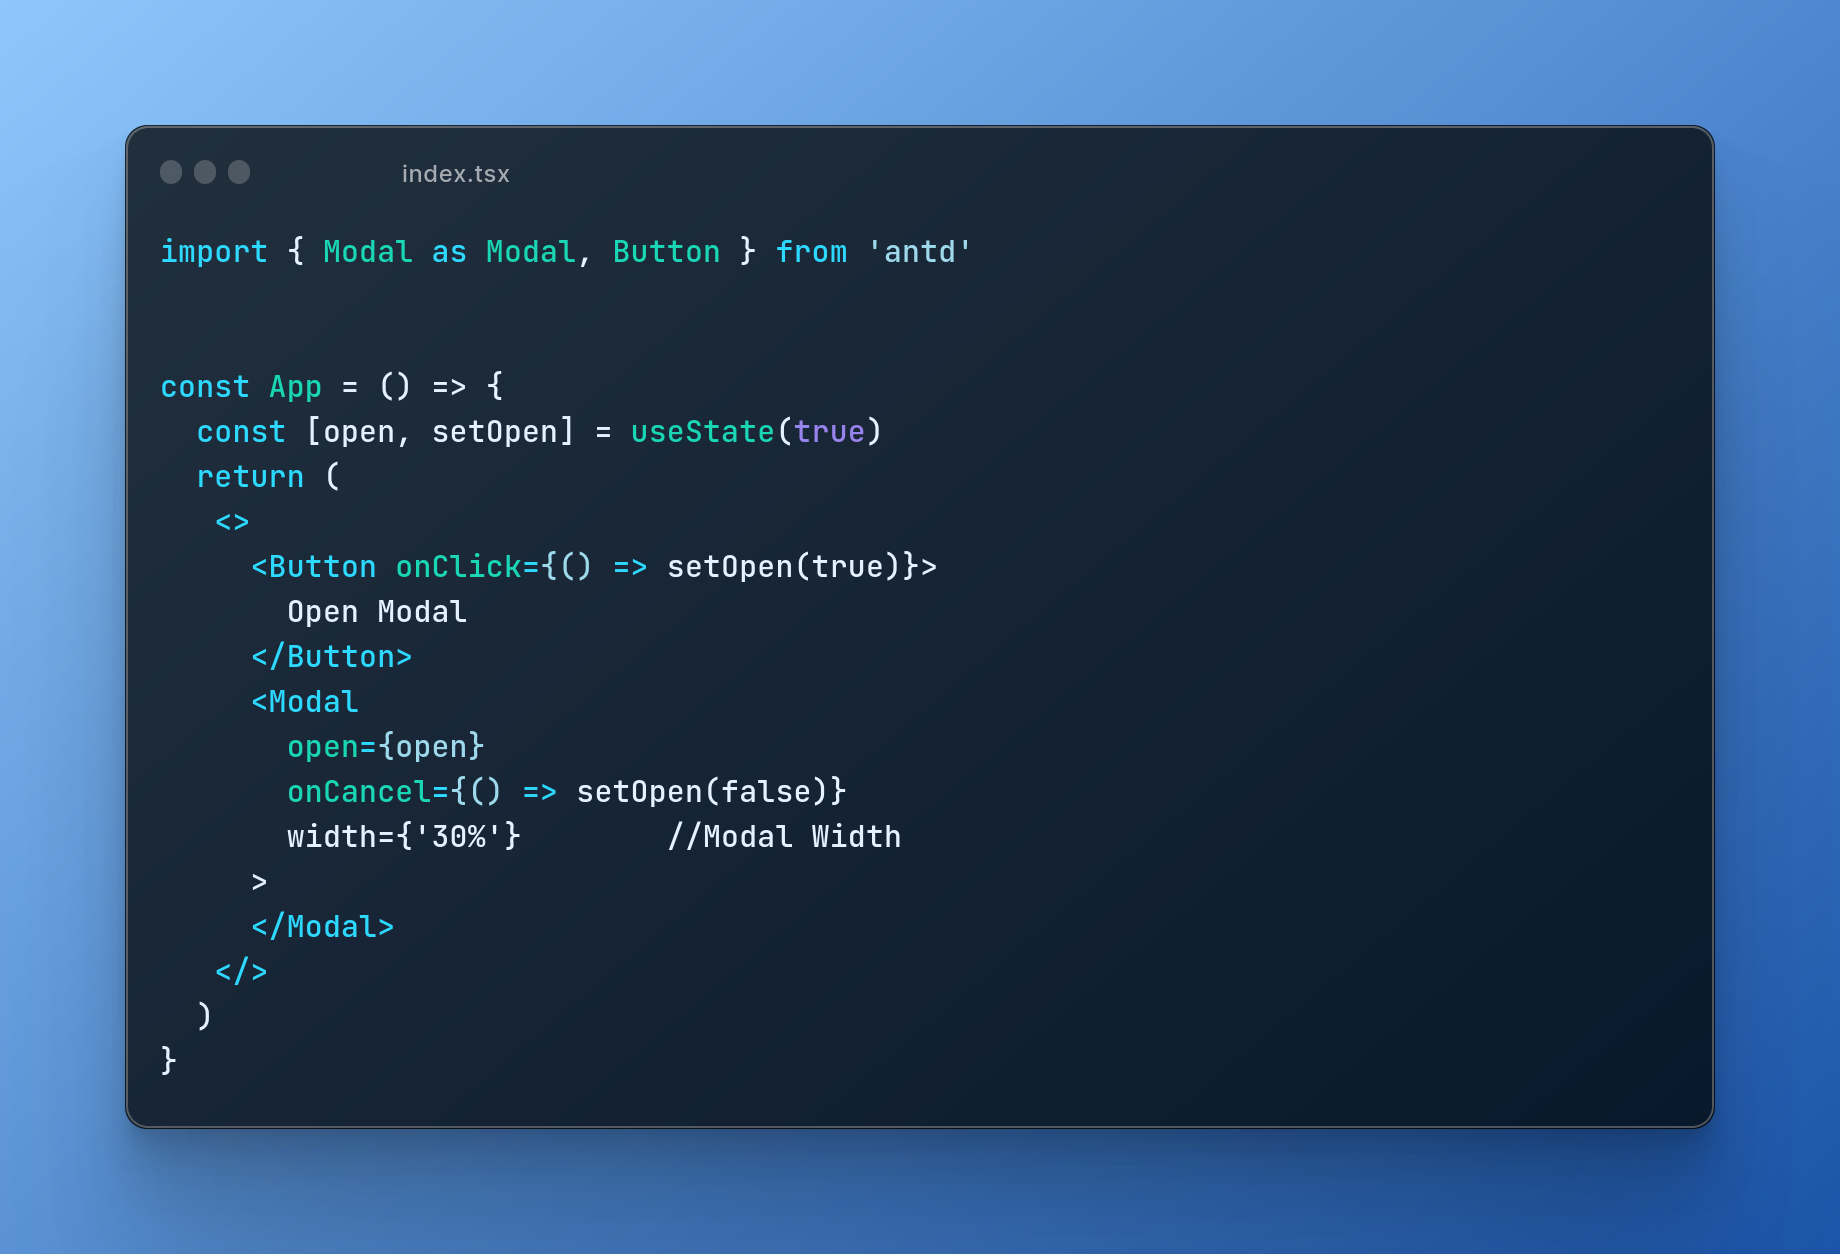 index.tsx
import { Modal as Modal, Button } from 'antd'
const App = () => {
  const [open, setOpen] = useState(true)
  return (
   <>
     <Button onClick={() => setOpen(true)}>
       Open Modal
     </Button>
     <Modal
       open={open}
       onCancel={() => setOpen(false)}
       width={'30%'}        //Modal Width
     >
     </Modal>
   </>
  )
}